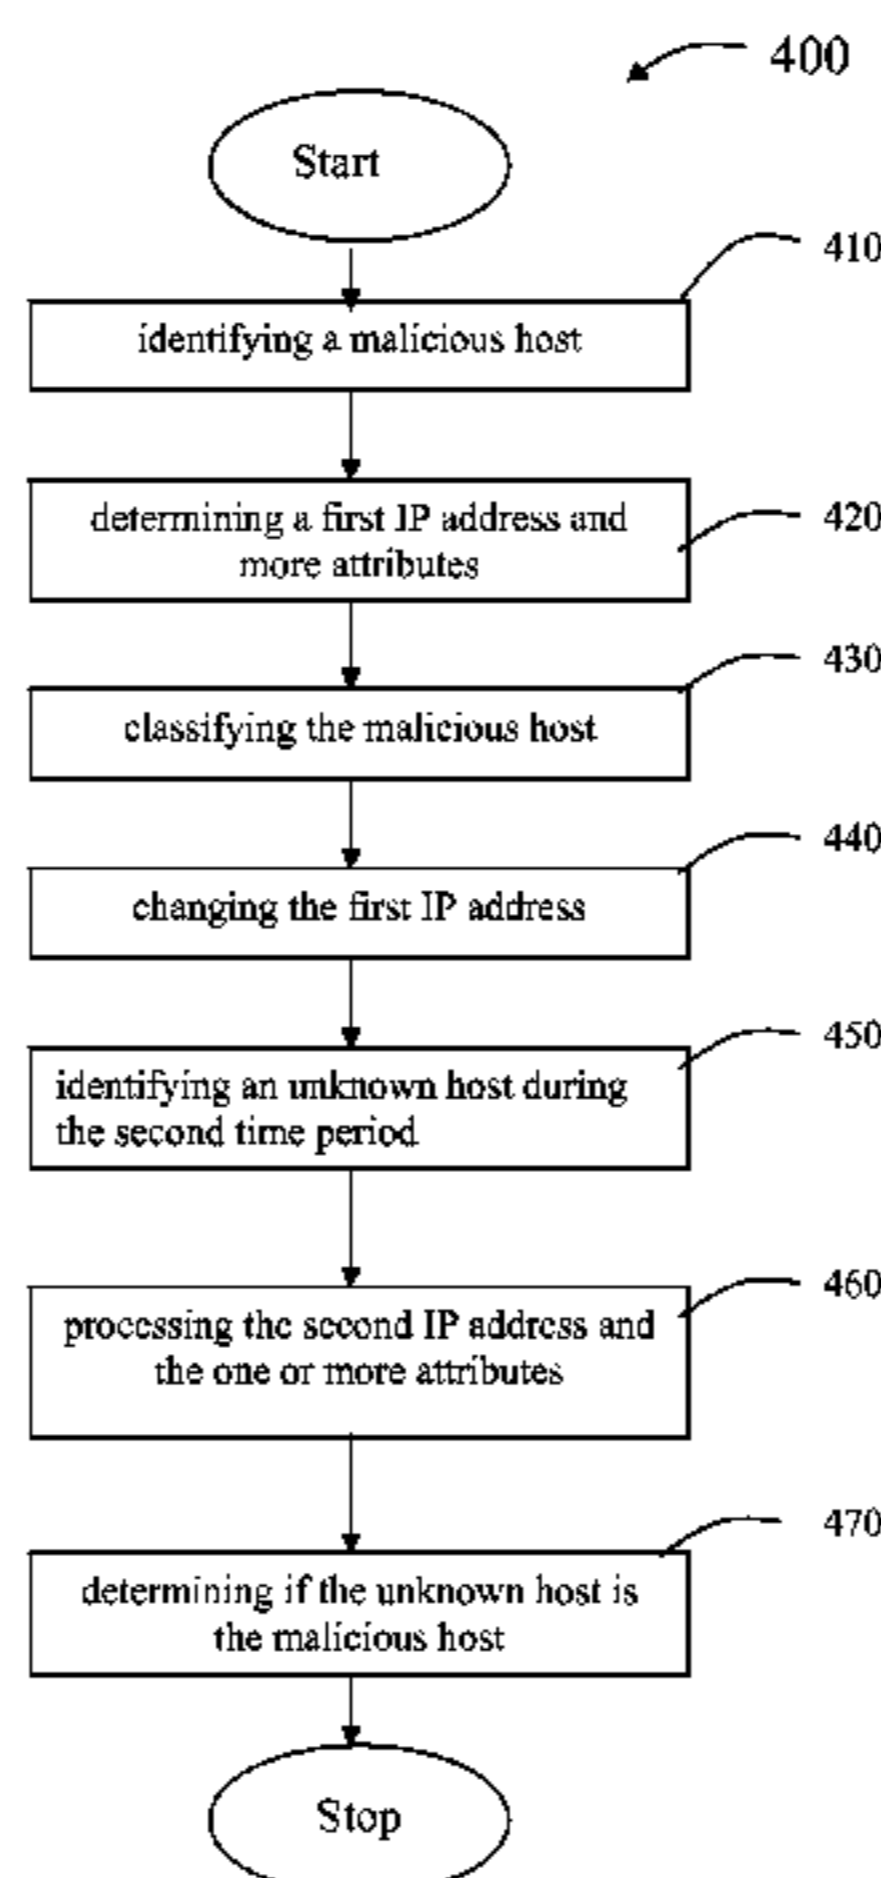 400
Start
410
identifying a malicious host
determining a first IP address and
more attributes
420
430
classifying the malicious host
440
changing the first IP address
450
identifying an unknown host during
the second time period
460
processing the second IP address and
the one or more attributes
470
determining if the unknown host is
the malicious host
Stop